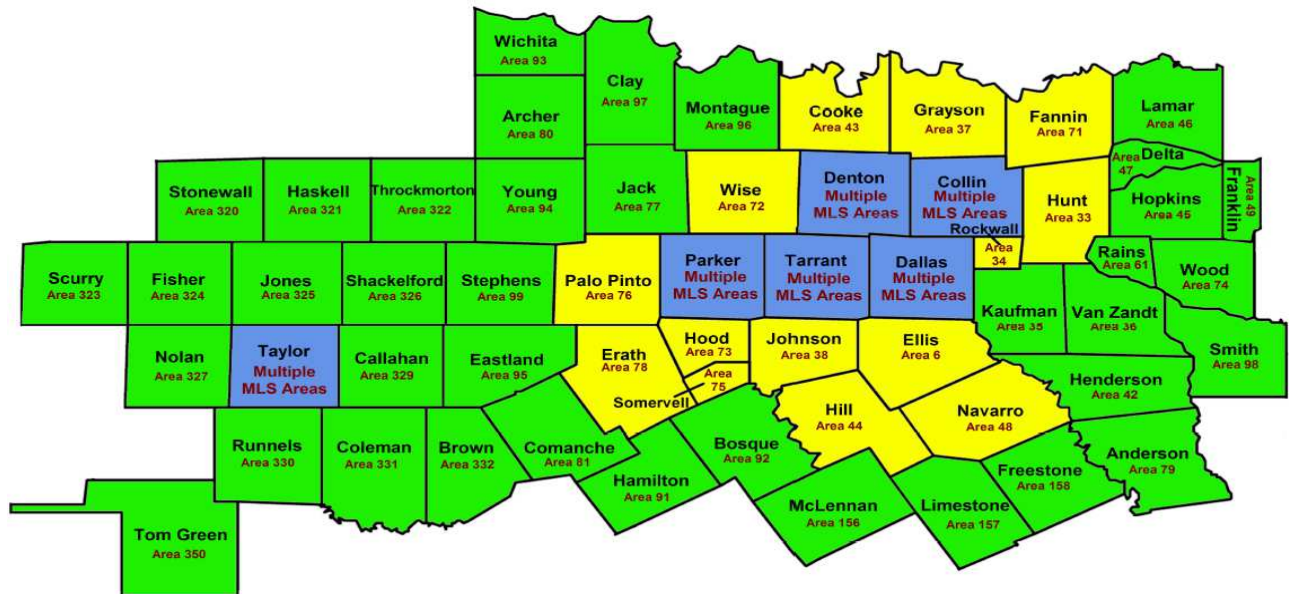 Wichita
Area 93
Clay
Area 97
Archer
Area 80
Montague
Area 96
Cooke
Area 43
Grayson
Area 37
Fannin
Area 71
Lamar
Area 46
Area
47
Delta
Stonewall
Area 320
Haskell
Area 321
Throckmorton
Area 322
Young
Area 94
Jack
Area 77
Wise
Area 72
Denton
Multiple
MLS Areas
Collin
Multiple
MLS Areas
Rockwall
Area
34
Hunt
Area 33
Hopkins
Area 45
Franklin
Area 49
Scurry
Area 323
Fisher
Area 324
Jones
Area 325
Shackelford
Area 326
Stephens
Area 99
Palo Pinto
Area 76
Parker
Multiple
MLS Areas
Tarrant
Multiple
MLS Areas
Dallas
Multiple
MLS Areas
Kaufman
Area 35
Van Zandt
Area 36
Rains
Area 61
Wood
Area 74
Nolan
Area 327
Taylor
Multiple
MLS Areas
Callahan
Area 329
Eastland
Area 95
Erath
Area 78
Hood
Area 73
Area
75
Somervell
Johnson
Area 38
Ellis
Area 6
Henderson
Area 42
Smith
Area 98
Runnels
Area 330
Coleman
Area 331
Brown
Area 332
Comanche
Area 81
Hamilton
Area 91
Bosque
Area 92
Hill
Area 44
Navarro
Area 48
Anderson
Area 79
McLennan
Area 156
Limestone
Area 157
Freestone
Area 158
Tom Green
Area 350